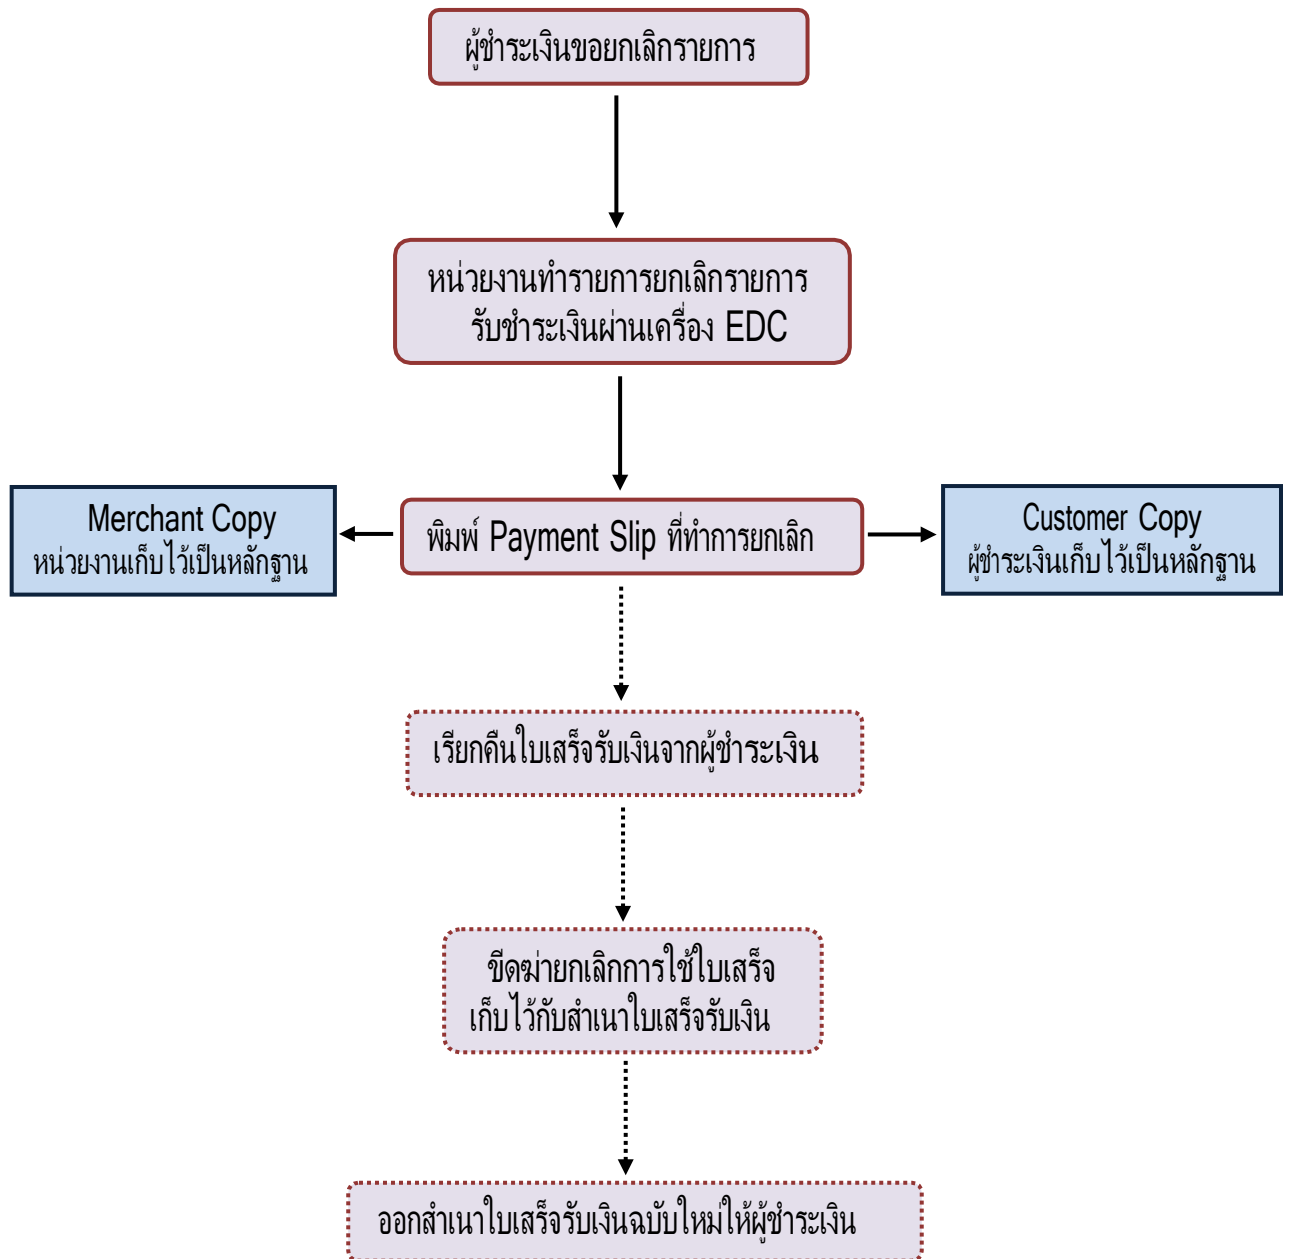 ผู้ชำระเงินขอยกเลิกรายการ
หน่วยงานทำรายการยกเลิกรายการ
รับชำระเงินผ่านเครื่อง EDC
Merchant Copy
หน่วยงานเก็บไว้เป็นหลักฐาน
พิมพ์ Payment Slip ที่ทำการยกเลิก
Customer Copy
ผู้ชำระเงินเก็บไว้เป็นหลักฐาน
เรียกคืนใบเสร็จรับเงินจากผู้ชำระเงิน
ขีดฆ่ายกเลิกการใช้ใบเสร็จ
เก็บไว้กับสำเนาใบเสร็จรับเงิน
ออกสำเนาใบเสร็จรับเงินฉบับใหม่ให้ผู้ชำระเงิน